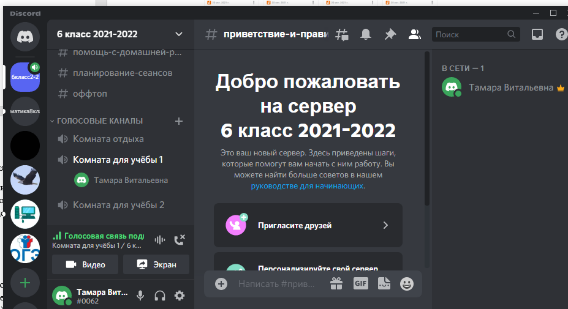 Discord
6 класс 2021-2022
помощь-с-домашней-р...
планирование-сеансов
оффтоп
ГОЛОСОВЫЕ КАНАЛЫ
Комната отдыха
Комната для учёбы 1
Тамара Витальевна
Комната для учёбы 2
Голосовая связь под
Комната для учёбы 1/ 6 к...
Видео
Экран
Тамара Вит...
#0062
приветствие-и-прави
Поиск
Добро пожаловать
на сервер
6 класс 2021-2022
Это ваш новый сервер. Здесь приведены шаги,
которые помогут вам начать с ним работу. Вы
можете найти больше советов в нашем
руководстве для начинающих.
Пригласите друзей
Персонализируйте свой сервер
Написать #прив...
GIF
В СЕТИ — 1
Тамара Витальевна